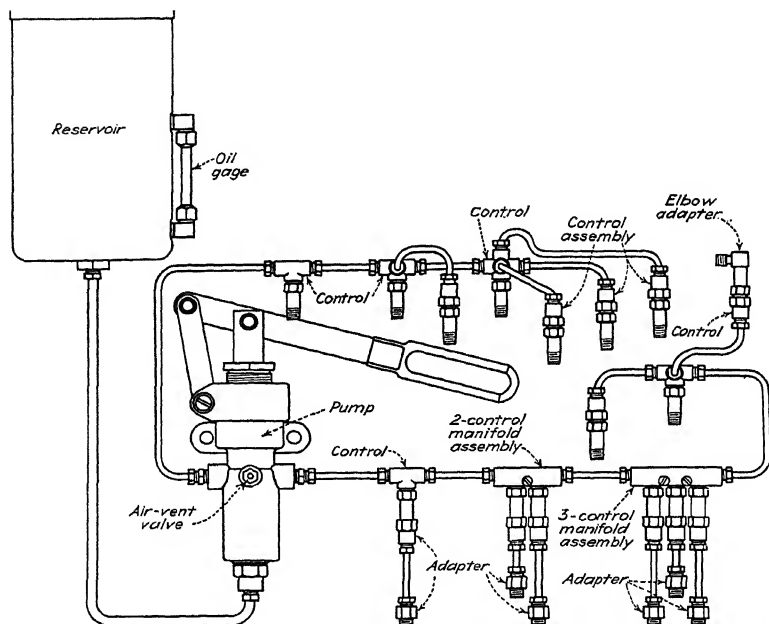 Reservoir
Oil
gage
Control
Control
assembly
Elbow
adapter
Control
Control
Pump
Control
2-control
manifold
assembly
Air-vent
valve
3-control
manifold
assembly
Adapter
Adapter